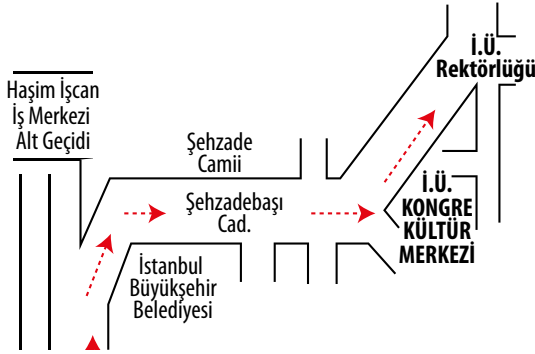 İ.Ü.
Rektörlüğü
Haşim İşcan
İş Merkezi
Alt Geçidi
Şehzade
Camii
Şehzadebaşı
Cad.
İ.Ü.
KONGRE
KÜLTÜR
MERKEZİ
İstanbul
Büyükşehir
Belediyesi